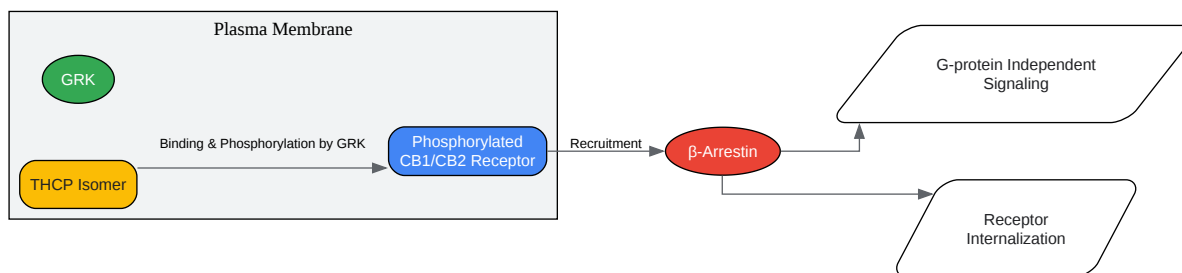 Plasma Membrane
GRK
THCP Isomer
Binding & Phosphorylation by GRK
Phosphorylated
CB1/CB2 Receptor
Recruitment
β-Arrestin
G-protein Independent
Signaling
Receptor
Internalization